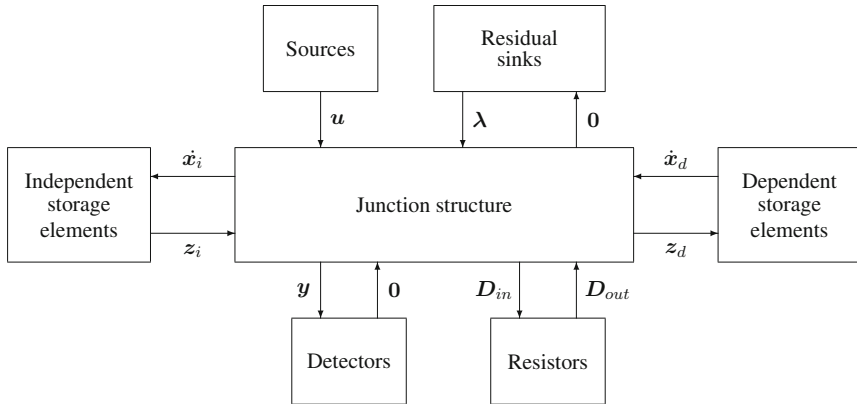 Sources
Residual
sinks
u
λ
0
ẋ_i
ẋ_d
Independent
storage
elements
Junction structure
Dependent
storage
elements
z_i
z_d
y
0
D_in
D_out
Detectors
Resistors